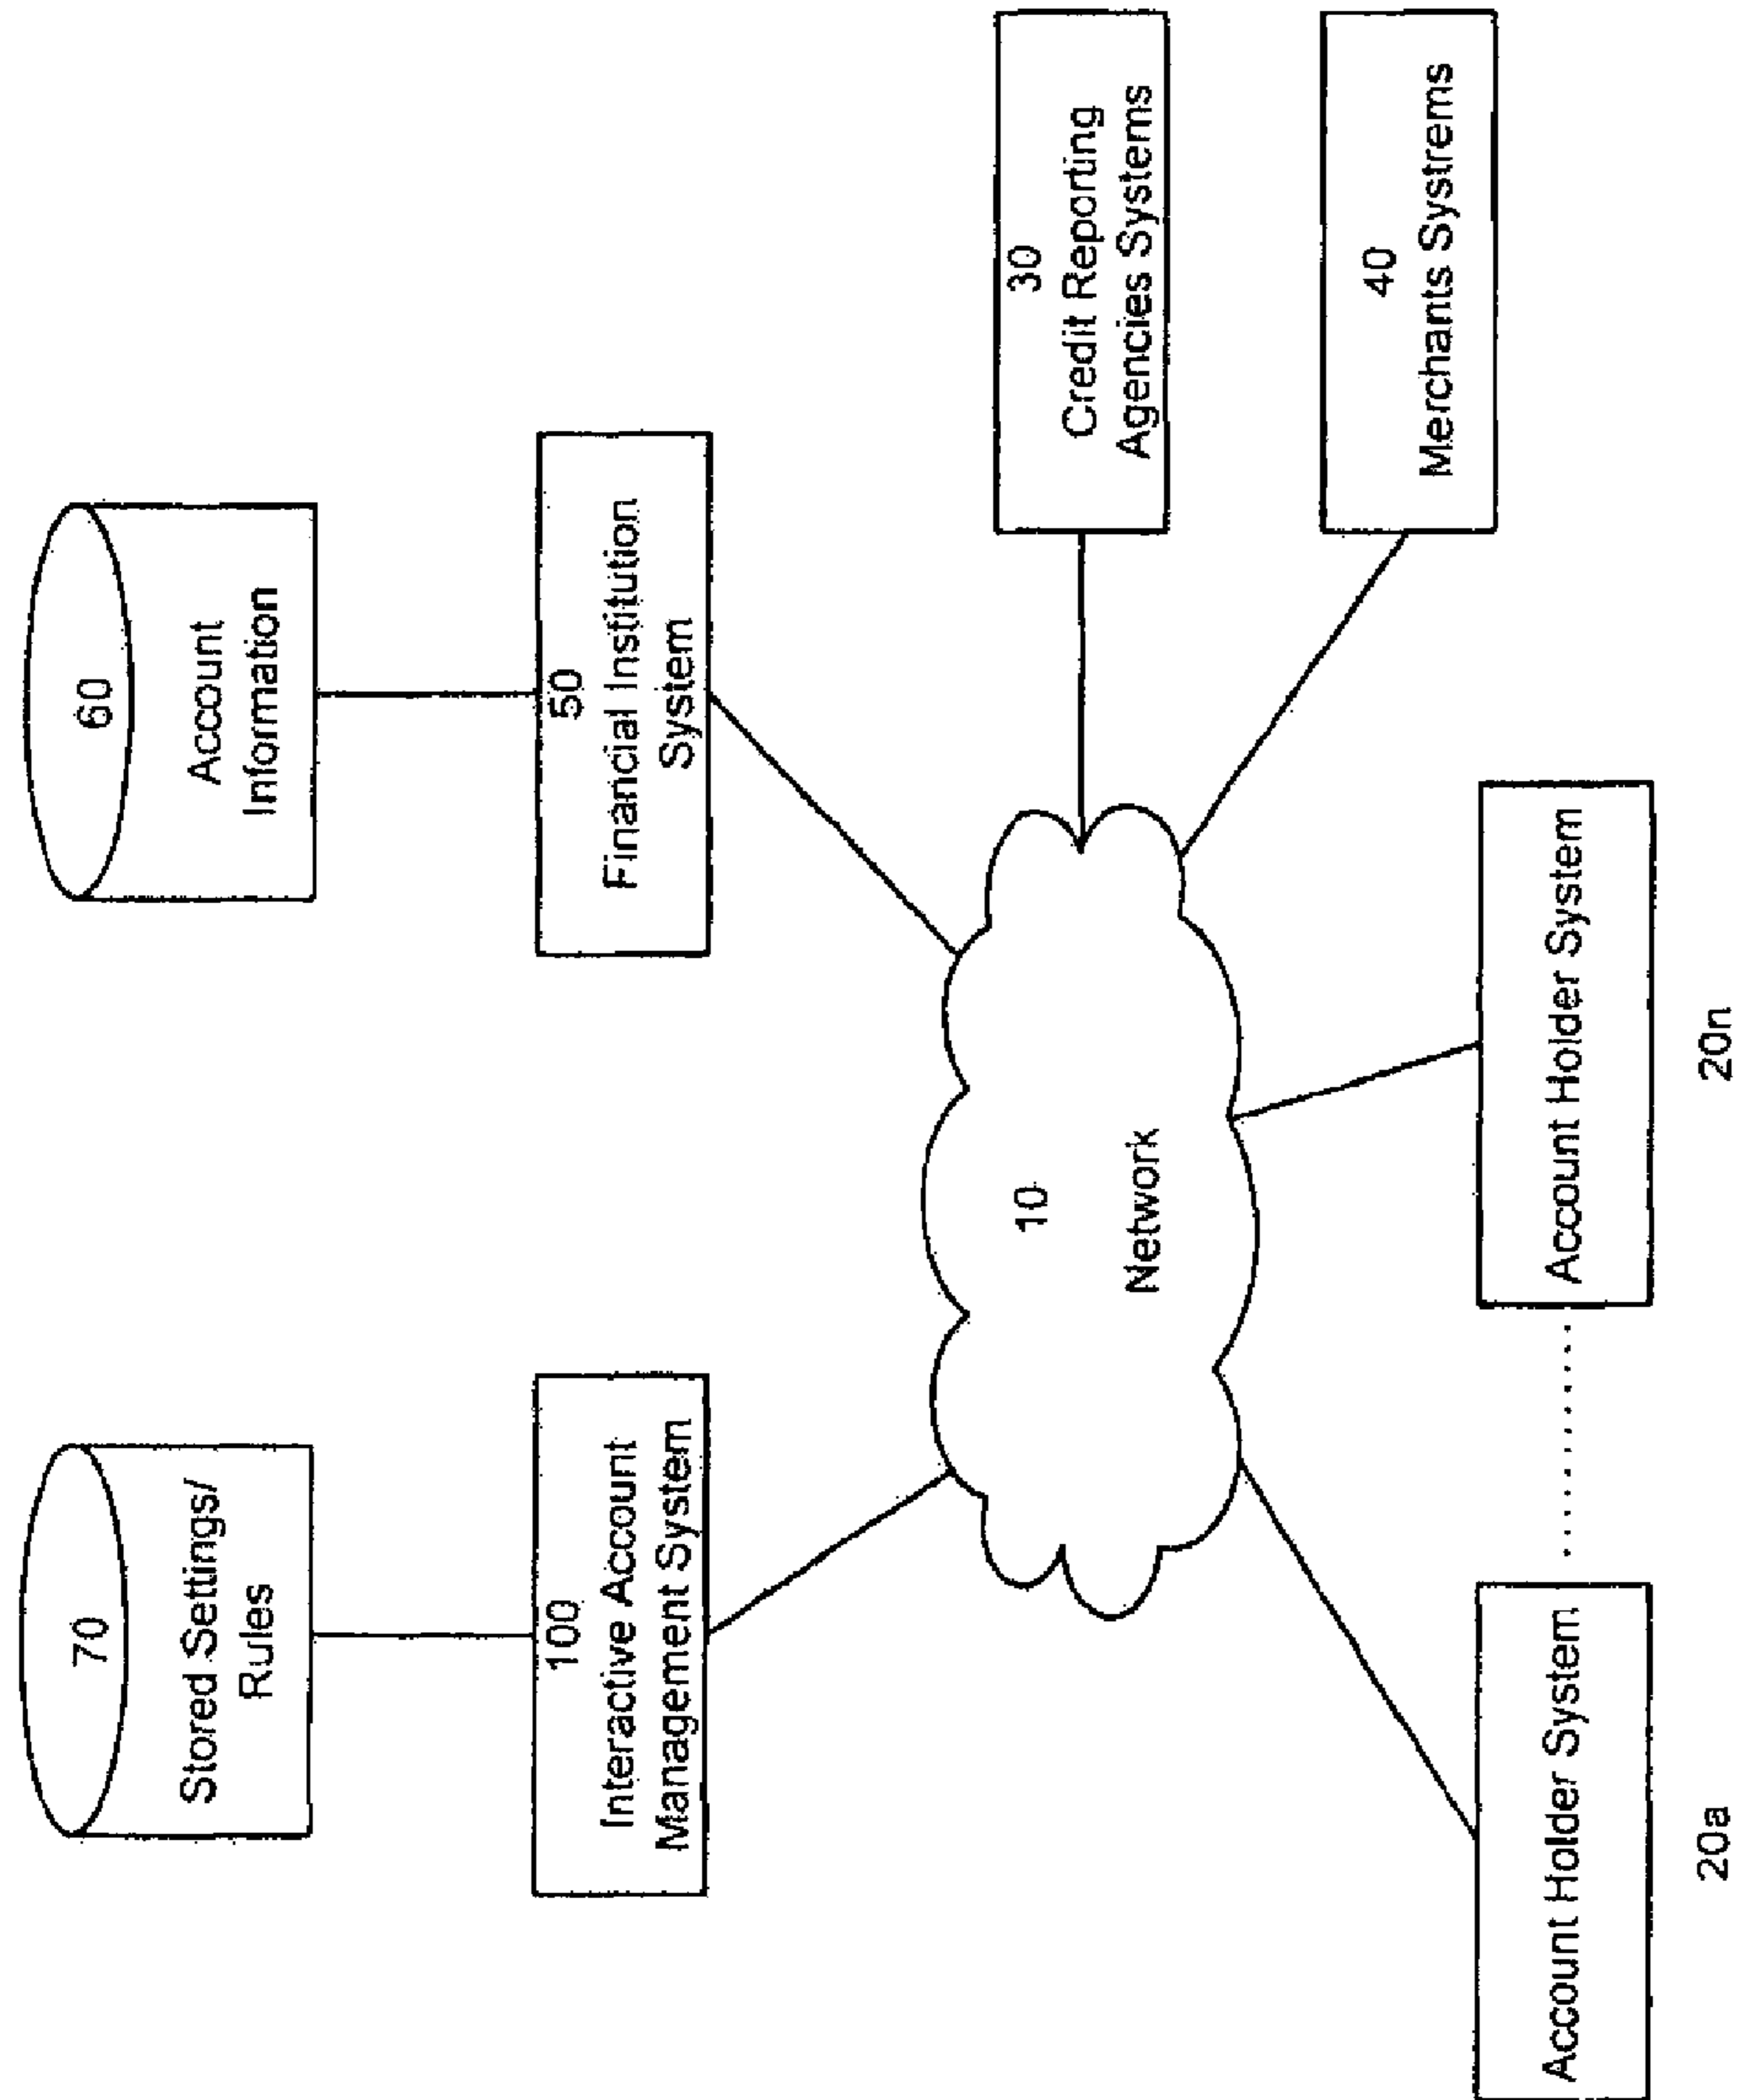 70
Stored Settings/
Rules
60
Account
Information
100
Interactive Account
Management System
50
Financial Institution
System
10
Network
30
Credit Reporting
Agencies Systems
40
Merchants Systrems
Account Holder System
20a
Account Holder System
20n